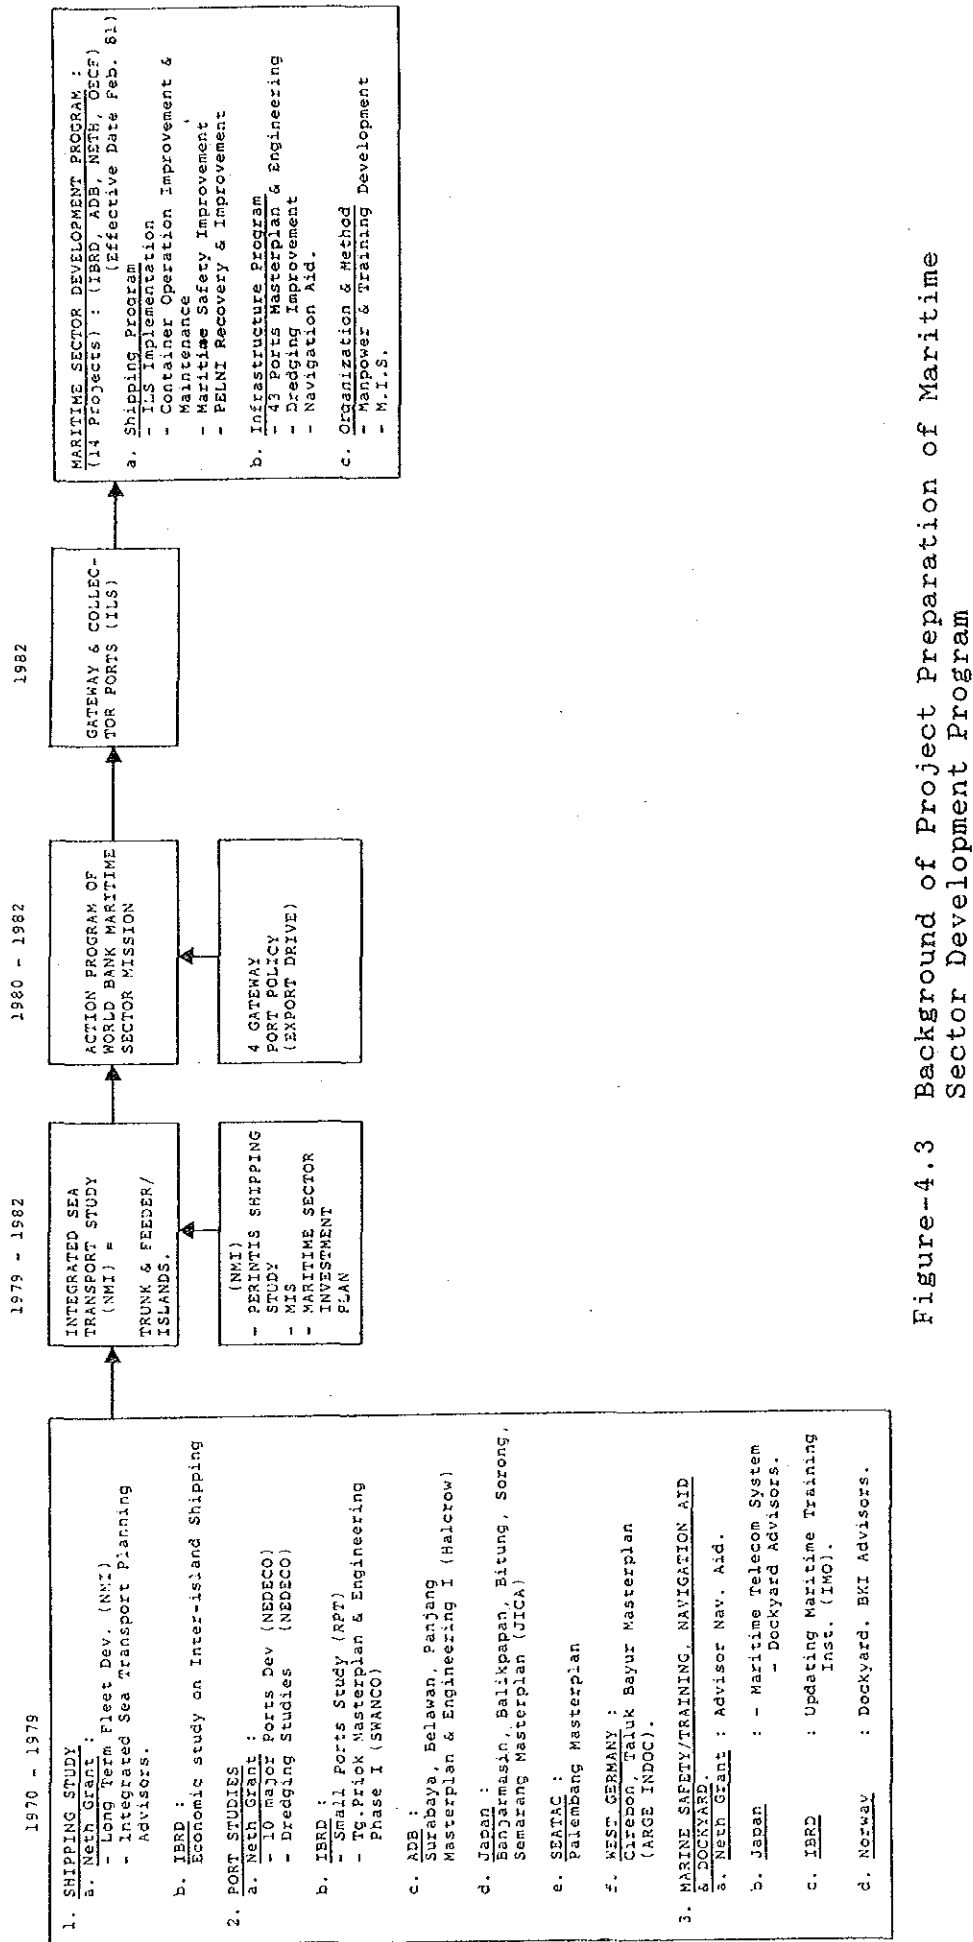 1970 - 1979
1. SHIPPING STUDY
a. Neth Grant :
- Long Term Fleet Dev. (NMI)
- Integrated Sea Transport Planning
Advisors.
b. IBRD :
Economic study on Inter-island Shipping
2. PORT STUDIES
a. Neth Grant :
- 10 major Ports Dev (NEDECO)
- Dredging Studies (NEDECO)
b. IBRD :
- Small Ports Study (RPT)
- Tg.Priok Masterplan & Engineering
Phase I (SWANCO)
c. ADB :
Surabaya, Belawan, Panjang
Masterplan & Engineering I (Halcrow)
d. Japan :
Banjarmasin, Balikpapan, Bitung, Sorong,
Semarang Masterplan (JICA)
e. SEATAC :
Palembang Masterplan
f. WEST GERMANY :
Cirebon, Taluk Bayur Masterplan
(ARGE INDOC).
3. MARINE SAFETY/TRAINING, NAVIGATION AID
& DOCKYARD.
a. Neth Grant : Advisor Nav. Aid.
b. Japan : - Maritime Telecom System
- Dockyard Advisors.
c. IBRD : Updating Maritime Training
Inst. (IMO).
d. Norway : Dockyard. BKI Advisors.
1979 - 1982
INTEGRATED SEA
TRANSPORT STUDY
(NMI) =
TRUNK & FEEDER/
ISLANDS.
(NMI)
- PERINTIS SHIPPING
STUDY
- MIS
- MARITIME SECTOR
INVESTMENT
PLAN
1980 - 1982
ACTION PROGRAM OF
WORLD BANK MARITIME
SECTOR MISSION
4 GATEWAY
PORT POLICY
(EXPORT DRIVE)
1982
GATEWAY & COLLEC-
TOR PORTS (ILS)
MARITIME SECTOR DEVELOPMENT PROGRAM :
(14 Projects) : (IBRD, ADB, NETH, OECF)
(Effective Date Feb. 81)
a. Shipping Program
- ILS Implementation
- Container Operation Improvement &
Maintenance
- Maritime Safety Improvement
- PELNI Recovery & Improvement
b. Infrastructure Program
- 43 Ports Masterplan & Engineering
- Dredging Improvement
- Navigation Aid.
c. Organization & Method
- Manpower & Training Development
- M.I.S.
Figure-4.3 Background of Project Preparation of Maritime
Sector Development Program